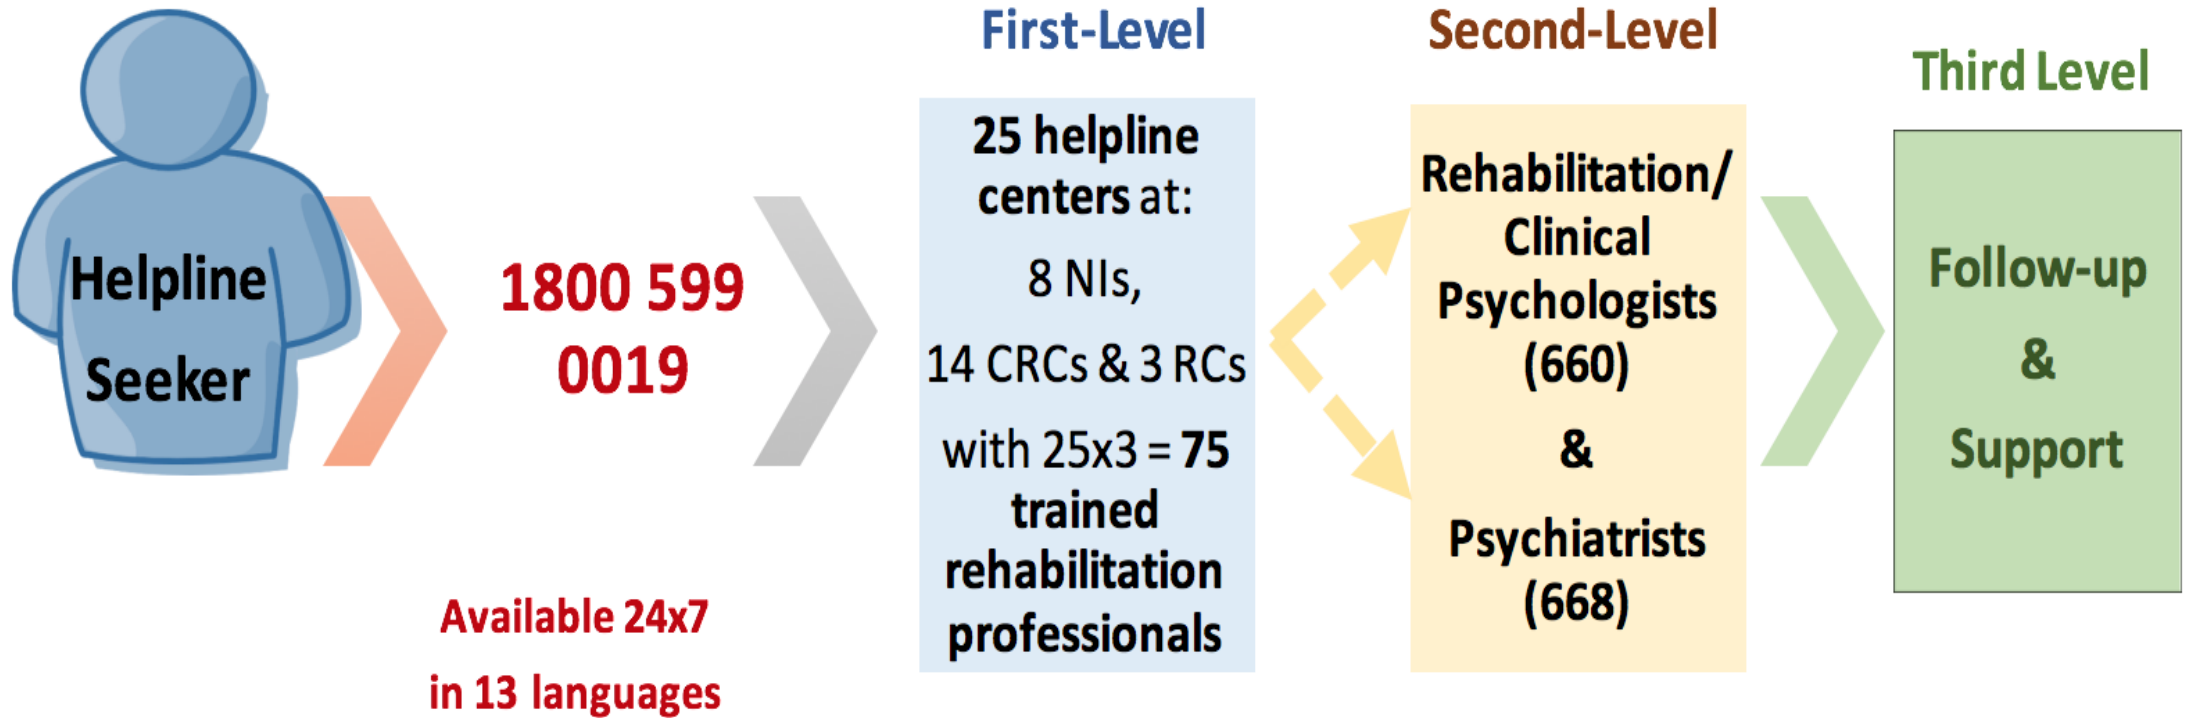 Helpline
Seeker
1800 599
0019
Available 24x7
in 13 languages
First-Level
25 helpline
centers at:
8 NIs,
14 CRCs & 3 RCs
with 25x3 = 75
trained
rehabilitation
professionals
Second-Level
Rehabilitation/
Clinical
Psychologists
(660)
&
Psychiatrists
(668)
Third Level
Follow-up
&
Support